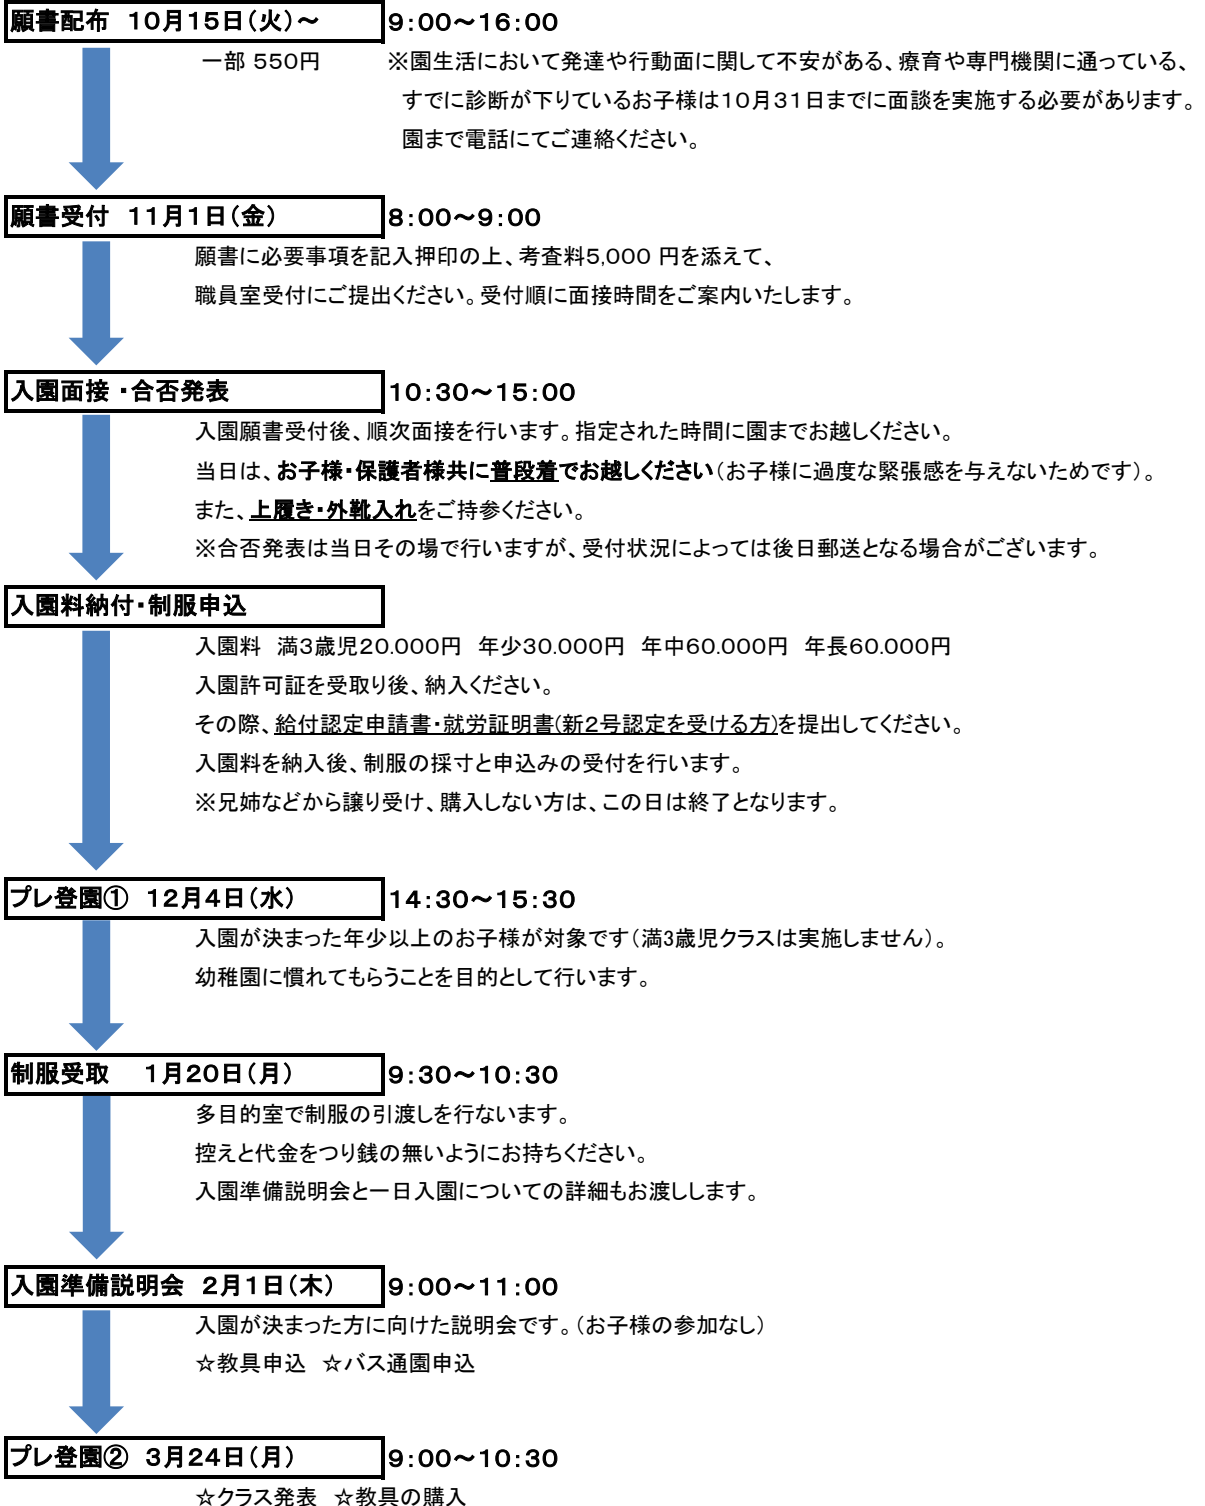 願書配布　10月15日（火）～　9:00～16:00
一部 550円　※園生活において発達や行動面に関して不安がある、療育や専門機関に通っている、
すでに診断が下りているお子様は10月31日までに面談を実施する必要があります。
園まで電話にてご連絡ください。
願書受付　11月1日（金）　8:00～9:00
願書に必要事項を記入押印の上、考査料5,000 円を添えて、
職員室受付にご提出ください。受付順に面接時間をご案内いたします。
入園面接・合否発表　10:30～15:00
入園願書受付後、順次面接を行います。指定された時間に園までお越しください。
当日は、お子様・保護者様共に普段着でお越しください（お子様に過度な緊張感を与えないためです）。
また、上履き・外靴入れをご持参ください。
※合否発表は当日その場で行いますが、受付状況によっては後日郵送となる場合がございます。
入園料納付・制服申込
入園料　満3歳児20.000円　年少30.000円　年中60.000円　年長60.000円
入園許可証を受取り後、納入ください。
その際、給付認定申請書・就労証明書(新2号認定を受ける方)を提出してください。
入園料を納入後、制服の採寸と申込みの受付を行います。
※兄姉などから譲り受け、購入しない方は、この日は終了となります。
プレ登園①　12月4日（水）　14:30～15:30
入園が決まった年少以上のお子様が対象です（満3歳児クラスは実施しません）。
幼稚園に慣れてもらうことを目的として行います。
制服受取　1月20日（月）　9:30～10:30
多目的室で制服の引渡しを行ないます。
控えと代金をつり銭の無いようにお持ちください。
入園準備説明会と一日入園についての詳細もお渡しします。
入園準備説明会　2月1日（木）　9:00～11:00
入園が決まった方に向けた説明会です。（お子様の参加なし）
☆教具申込　☆バス通園申込
プレ登園②　3月24日（月）　9:00～10:30
☆クラス発表　☆教具の購入